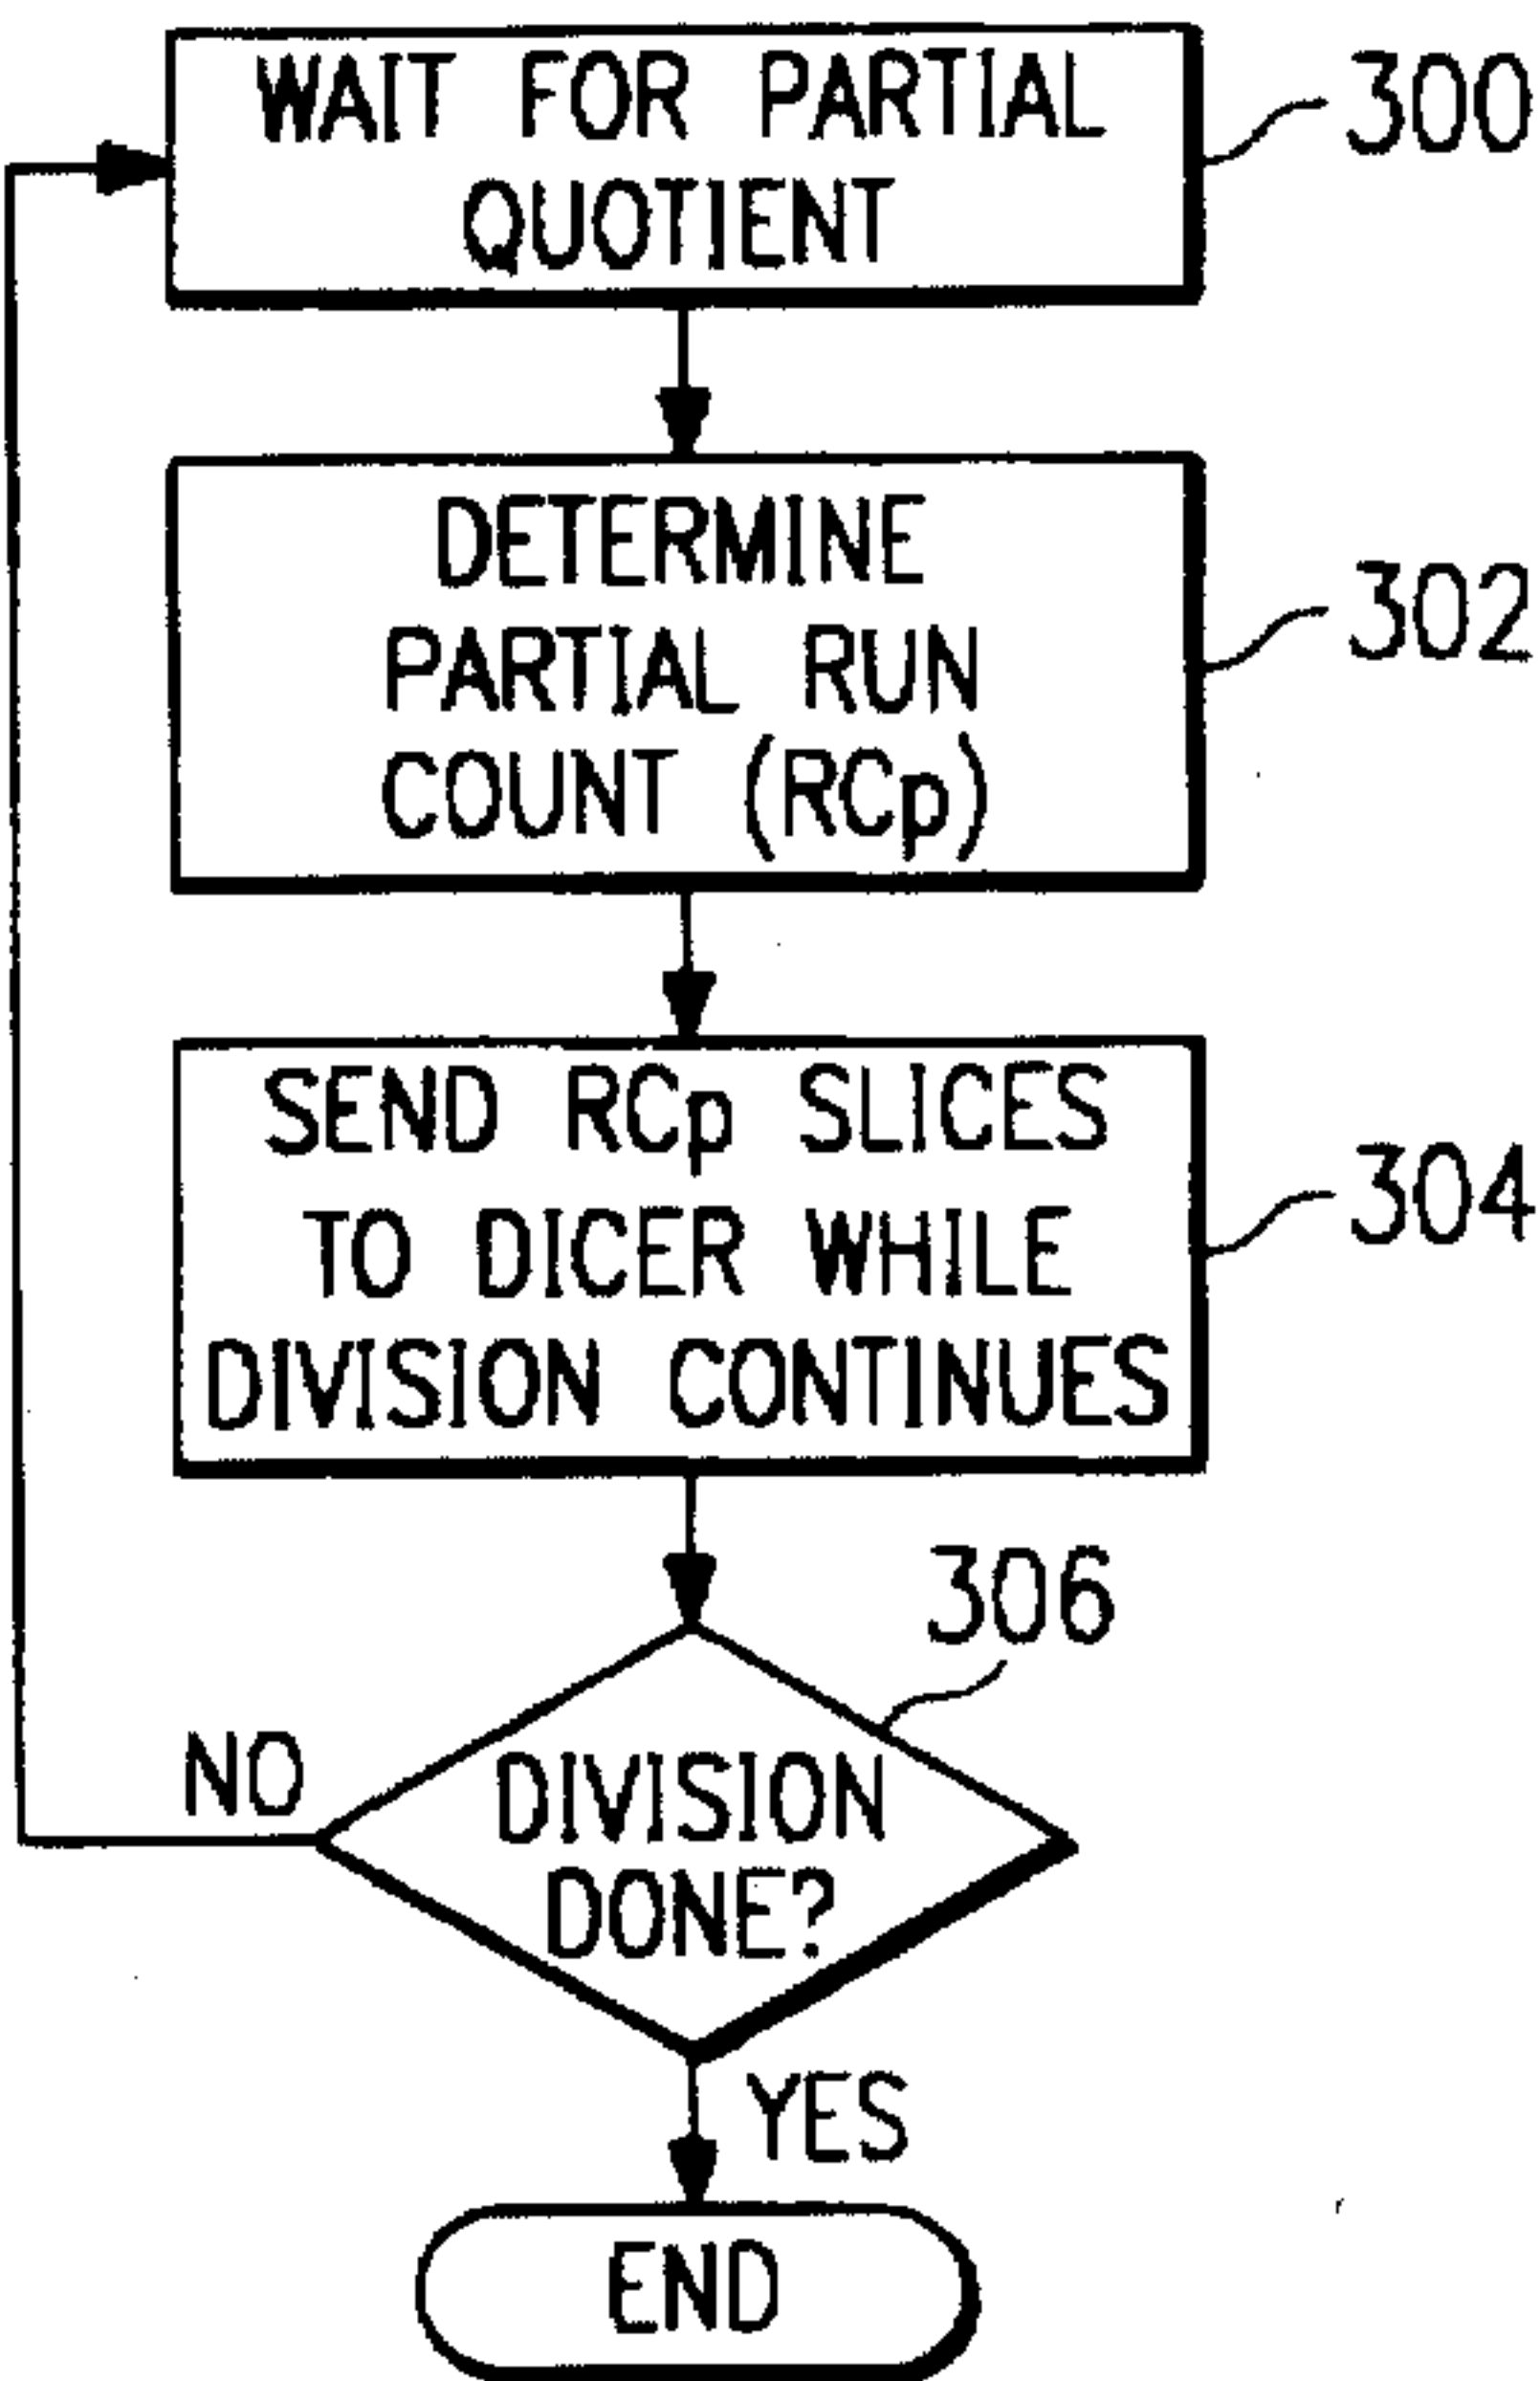 WAIT FOR PARTIAL
QUOTIENT
300
DETERMINE
PARTIAL RUN
COUNT (RCp)
302
SEND RCp SLICES
TO DICER WHILE
DIVISION CONTINUES
304
306
NO
DIVISION
DONE?
YES
END